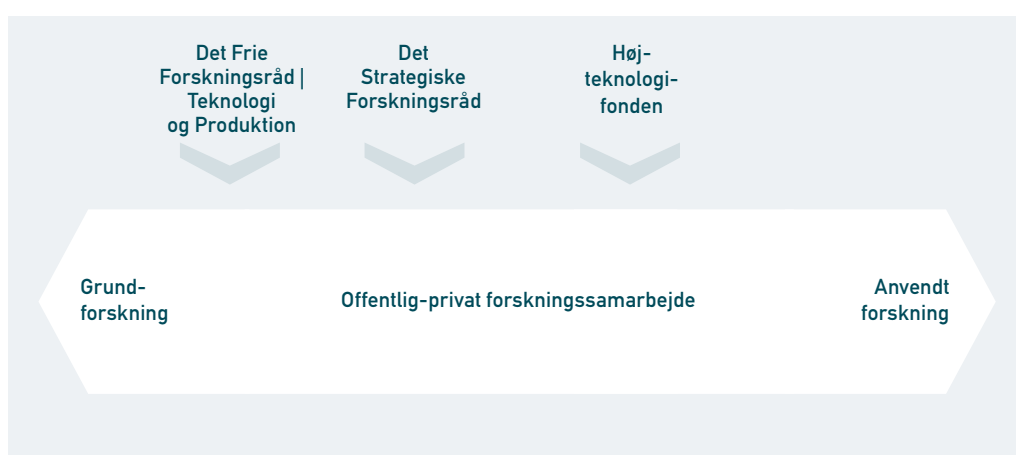 Det Frie
Forskningsråd |
Teknologi
og Produktion
Det
Strategiske
Forskningsråd
Høj-
teknologi-
fonden
Grund-
forskning
Offentlig-privat forskningssamarbejde
Anvendt
forskning